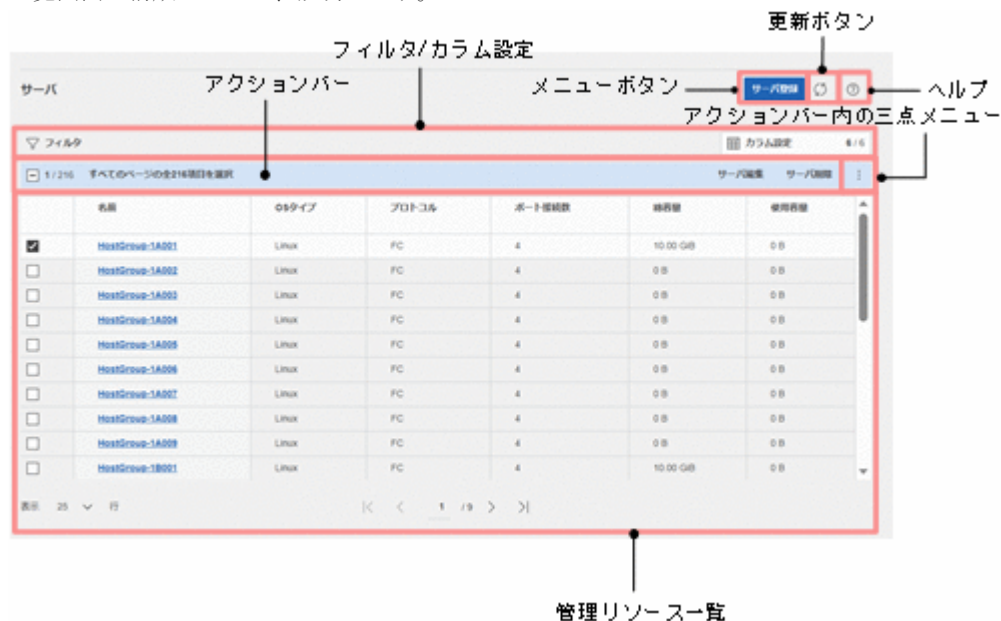 更新ボタン
フィルタ/カラム設定
サーバ
アクションバー
メニューボタン
サーバ登録
ヘルプ
アクションバー内の三点メニュー
フィルタ
カラム設定
6/6
1/216 すべてのページの全216項目を選択 サーバ編集 サーバ削除
名前 OSタイプ プロトコル ポート接続数 総容量 使用容量
HostGroup-1A001 Linux FC 4 10.00 GiB 0 B
HostGroup-1A002 Linux FC 4 0 B 0 B
HostGroup-1A003 Linux FC 4 0 B 0 B
HostGroup-1A004 Linux FC 4 0 B 0 B
HostGroup-1A005 Linux FC 4 0 B 0 B
HostGroup-1A006 Linux FC 4 0 B 0 B
HostGroup-1A007 Linux FC 4 0 B 0 B
HostGroup-1A008 Linux FC 4 0 B 0 B
HostGroup-1A009 Linux FC 4 0 B 0 B
HostGroup-1B001 Linux FC 4 10.00 GiB 0 B
表示 25 行 1 /9
管理リソース一覧